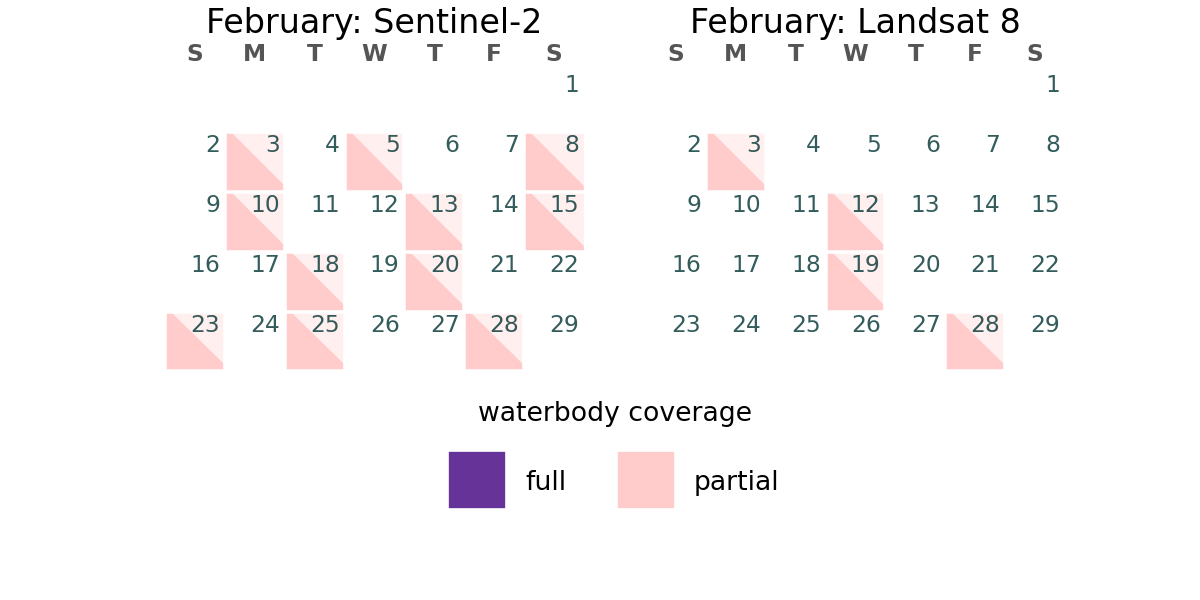 February: Sentinel-2
S M T W T F S
1
2 3 4 5 6 7 8
9 10 11 12 13 14 15
16 17 18 19 20 21 22
23 24 25 26 27 28 29
February: Landsat 8
S M T W T F S
1
2 3 4 5 6 7 8
9 10 11 12 13 14 15
16 17 18 19 20 21 22
23 24 25 26 27 28 29
waterbody coverage
full partial